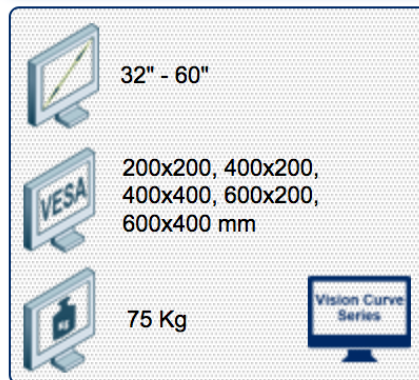 32" - 60"
VESA
200x200, 400x200,
400x400, 600x200,
600x400 mm
KG
75 Kg
Vision Curve
Series